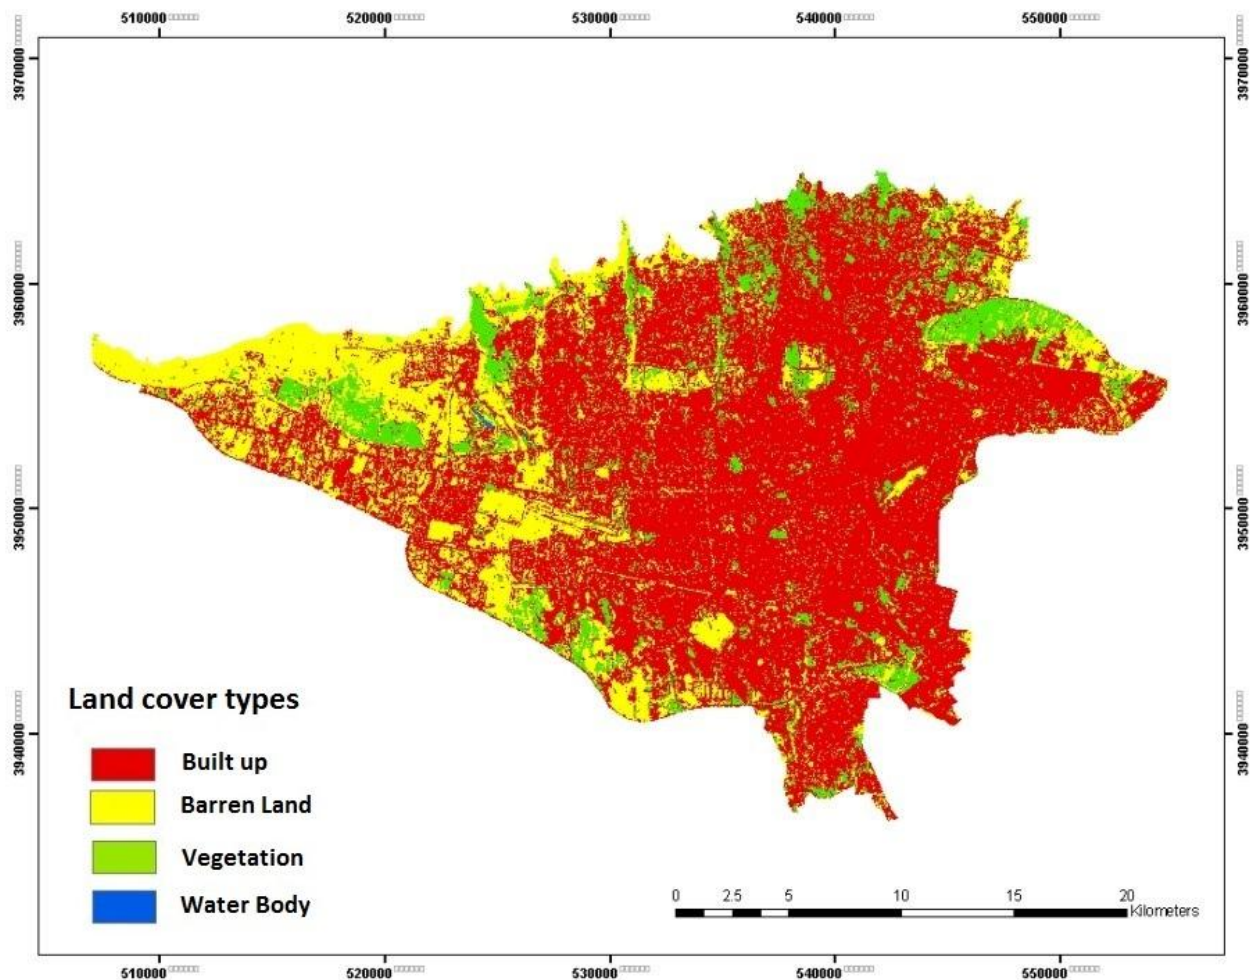 510000 520000 530000 540000 550000
3970000 3970000
3960000 3960000
3950000 3950000
3940000 3940000
Land cover types
Built up
Barren Land
Vegetation
Water Body
0 2.5 5 10 15 20
Kilometers
510000 520000 530000 540000 550000